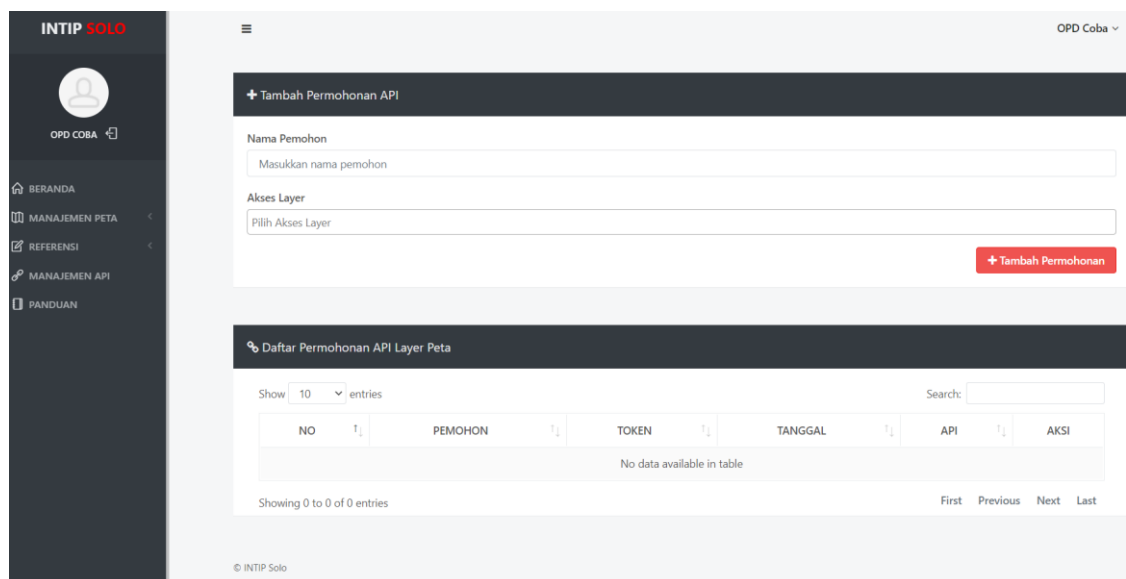 INTIP SOLO
OPD COBA
BERANDA
MANAJEMEN PETA
REFERENSI
MANAJEMEN API
PANDUAN
OPD Coba
Tambah Permohonan API
Nama Pemohon
Masukkan nama pemohon
Akses Layer
Pilih Akses Layer
Tambah Permohonan
Daftar Permohonan API Layer Peta
Show 10 entries Search:
NO PEMOHON TOKEN TANGGAL API AKSI
No data available in table
Showing 0 to 0 of 0 entries First Previous Next Last
© INTIP Solo